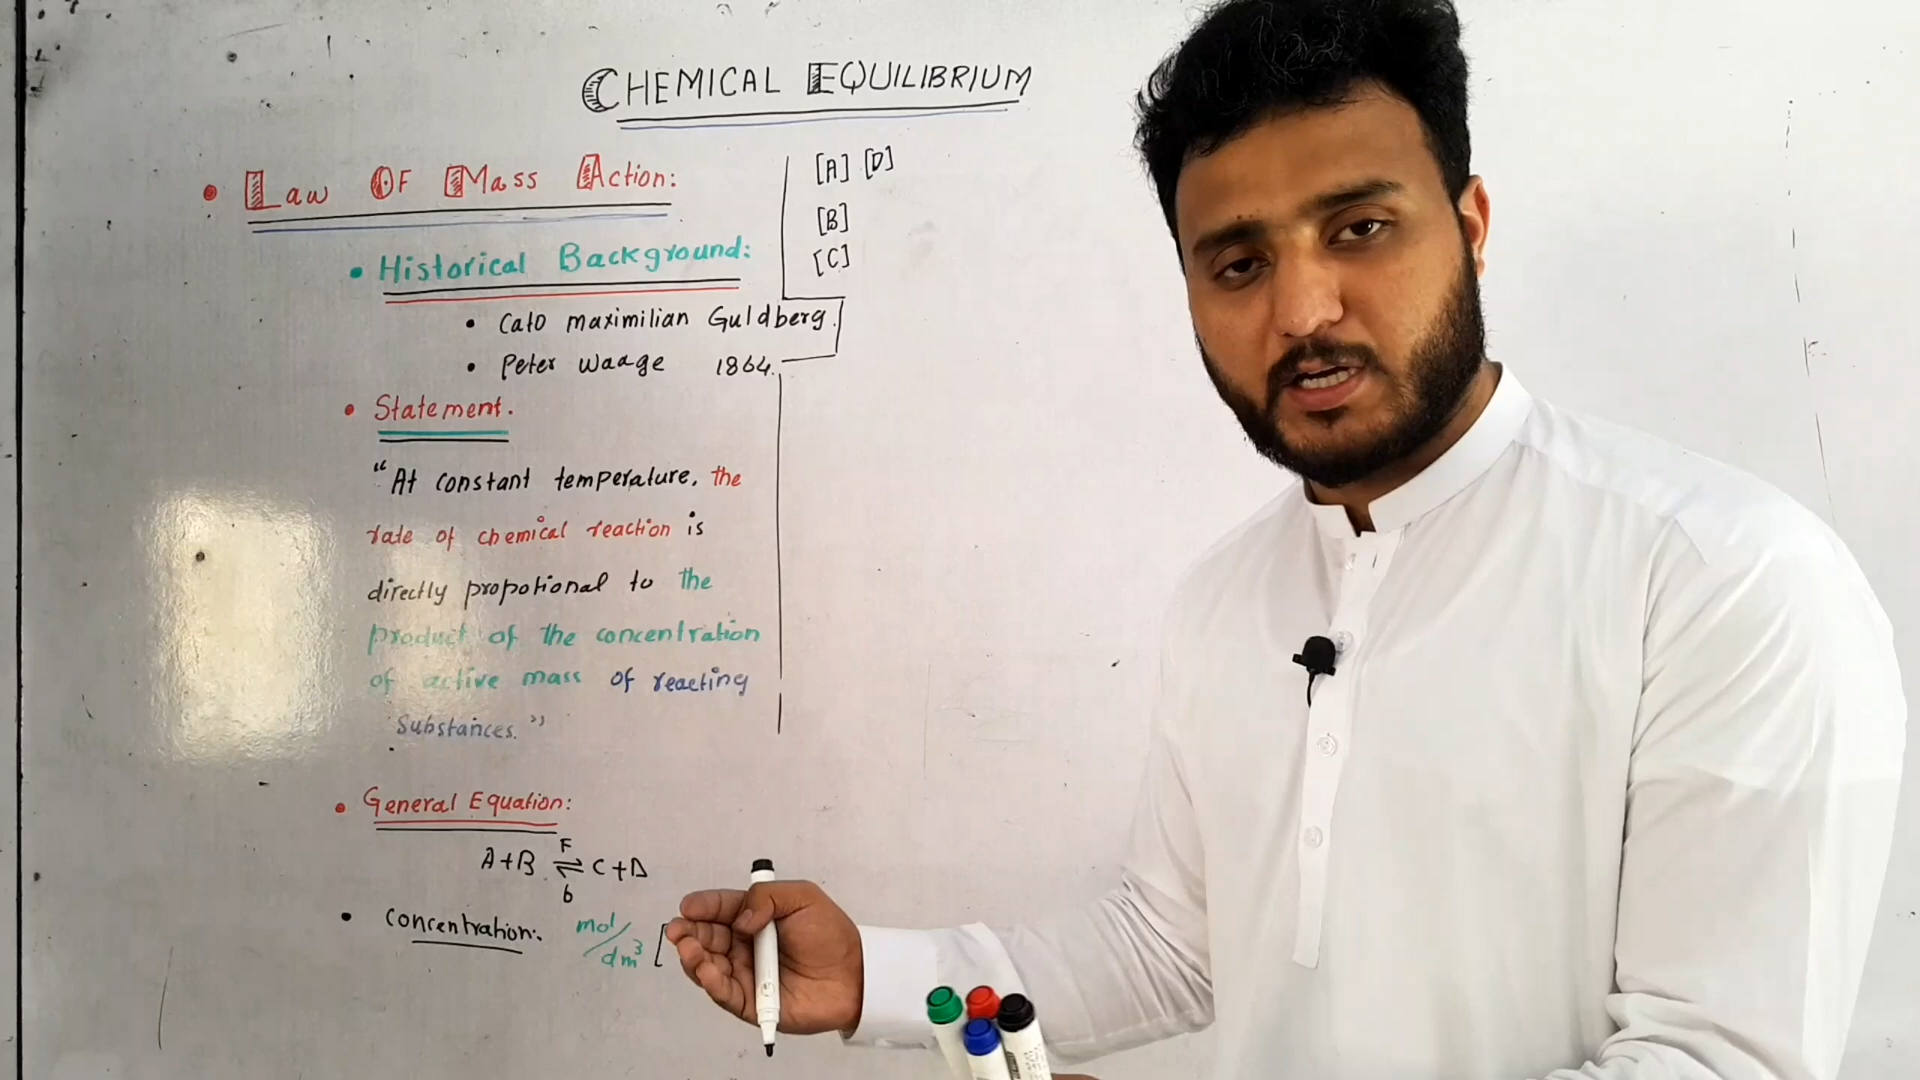 CHEMICAL EQUILIBRIUM
• Law Of Mass Action:
• Historical Background:
• Cato maximilian Guldberg.
• Peter Waage 1864.
• Statement.
“At constant temperature, the
rate of chemical reaction is
directly propotional to the
product of the concentration
of active mass of reacting
Substances.”
• General Equation:
F
A+B ⇌ C+D
b
• Concentration:. mol/dm³ [
[A] [D]
[B]
[C]